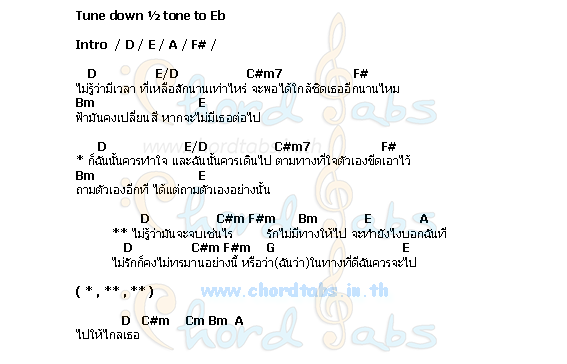 Tune down ½ tone to Eb
Intro / D / E / A / F# /
D E/D C#m7 F#
ไม่รู้ว่ามีเวลา ที่เหลือสักนานเท่าไหร่ จะพอได้ใกล้ชิดเธออีกนานไหม
Bm E
ฟ้ามันคงเปลี่ยนสี หากจะไม่มีเธอต่อไป
D E/D C#m7 F#
* ก็ฉันนั้นควรทำใจ และฉันนั้นควรเดินไป ตามทางที่ใจตัวเองขีดเอาไว้
Bm E
ถามตัวเองอีกที ได้แต่ถามตัวเองอย่างนั้น
D C#m F#m Bm E A
** ไม่รู้ว่ามันจะจบเช่นไร รักไม่มีทางให้ไป จะทำยังไงบอกฉันที
D C#m F#m G E
ไม่รักก็คงไม่ทรมานอย่างนี้ หรือว่า(ฉันว่า)ในทางที่ดีฉันควรจะไป
( * , ** , ** )
www.chordtabs.in.th
D C#m Cm Bm A
ไปให้ไกลเธอ